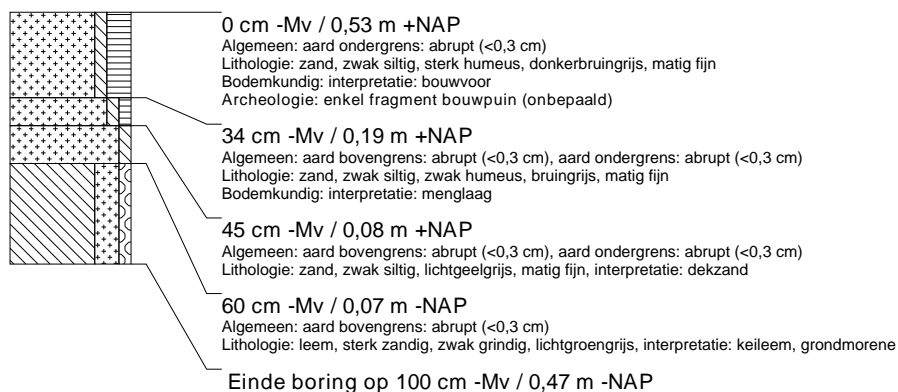 0 cm -Mv / 0,53 m +NAP
Algemeen: aard ondergrens: abrupt (<0,3 cm)
Lithologie: zand, zwak siltig, sterk humeus, donkerbruingrijs, matig fijn
Bodemkundig: interpretatie: bouwvoor
Archeologie: enkel fragment bouwpuin (onbepaald)
34 cm -Mv / 0,19 m +NAP
Algemeen: aard bovengrens: abrupt (<0,3 cm), aard ondergrens: abrupt (<0,3 cm)
Lithologie: zand, zwak siltig, zwak humeus, bruingrijs, matig fijn
Bodemkundig: interpretatie: menglaag
45 cm -Mv / 0,08 m +NAP
Algemeen: aard bovengrens: abrupt (<0,3 cm), aard ondergrens: abrupt (<0,3 cm)
Lithologie: zand, zwak siltig, lichtgeelgrijs, matig fijn, interpretatie: dekzand
60 cm -Mv / 0,07 m -NAP
Algemeen: aard bovengrens: abrupt (<0,3 cm)
Lithologie: leem, sterk zandig, zwak grindig, lichtgroengrijs, interpretatie: keileem, grondmorene
Einde boring op 100 cm -Mv / 0,47 m -NAP